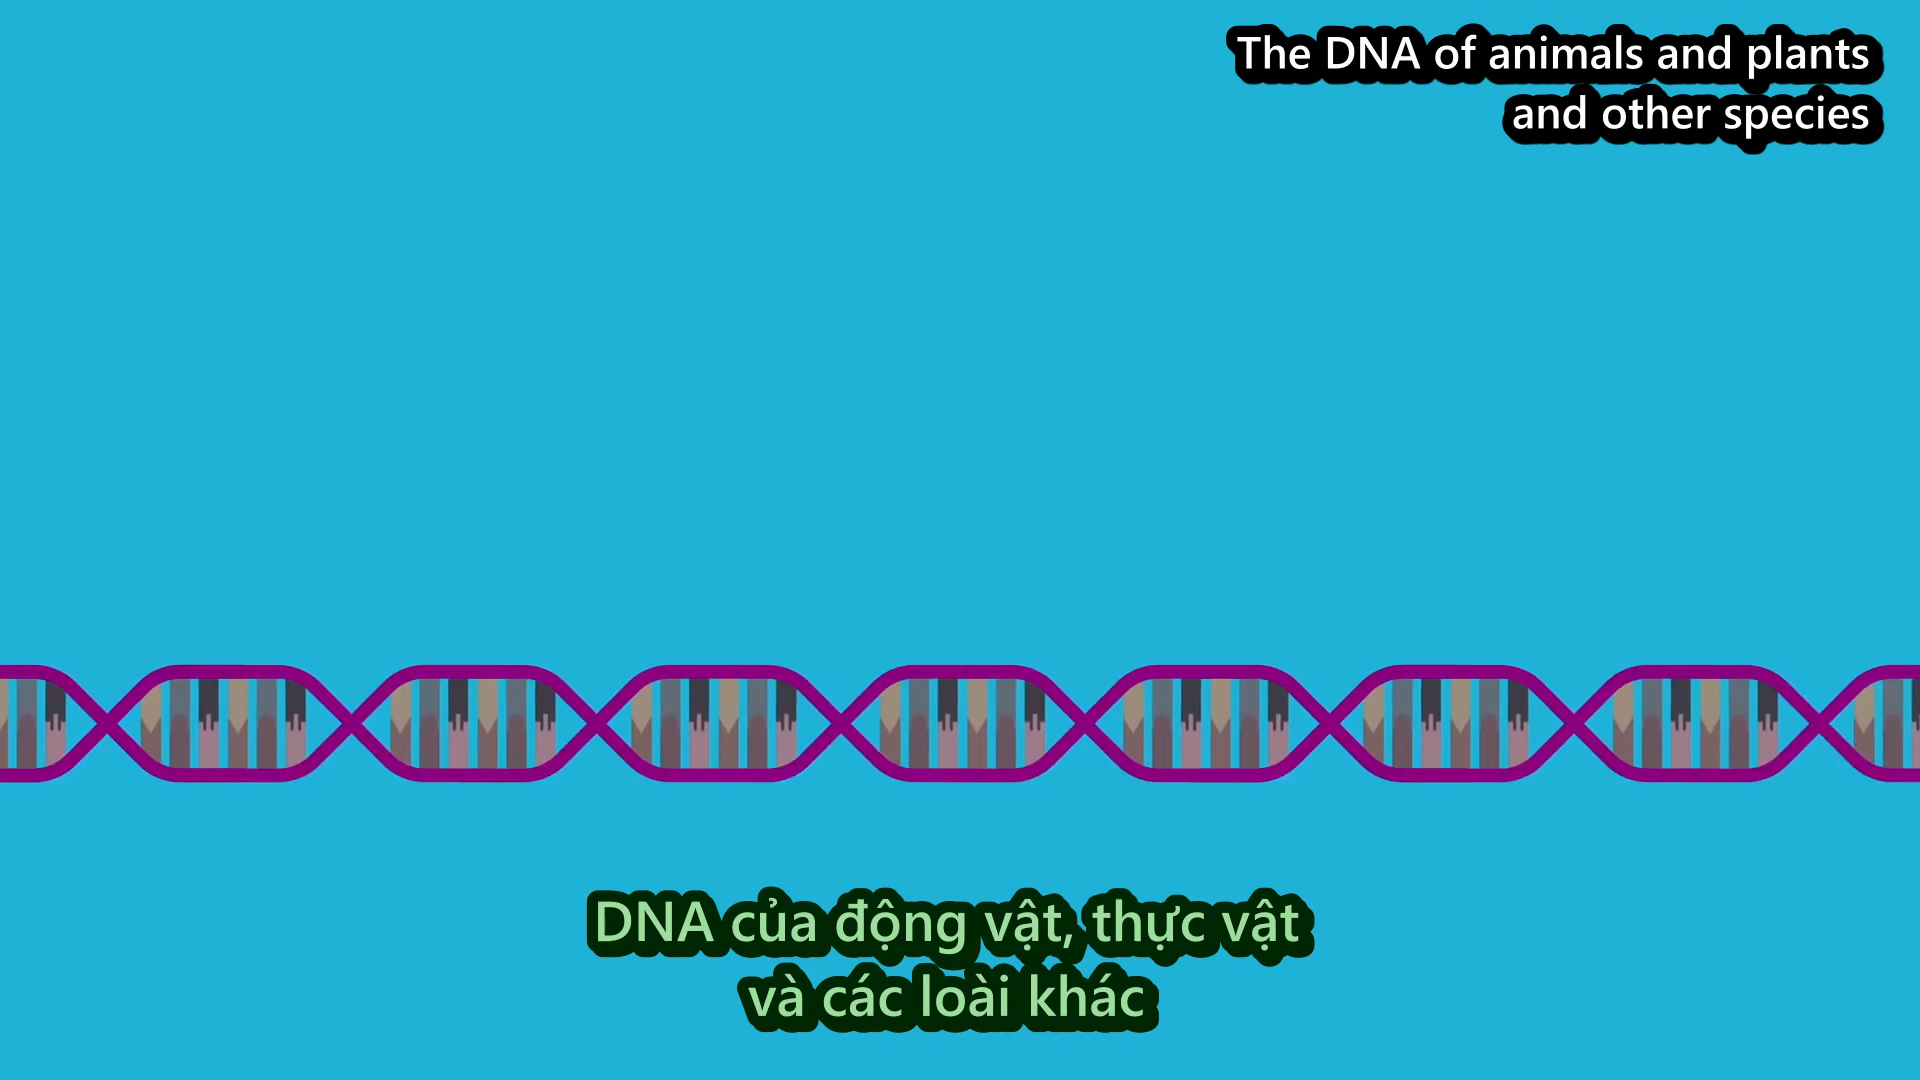 The DNA of animals and plants
and other species
DNA của động vật, thực vật
và các loài khác